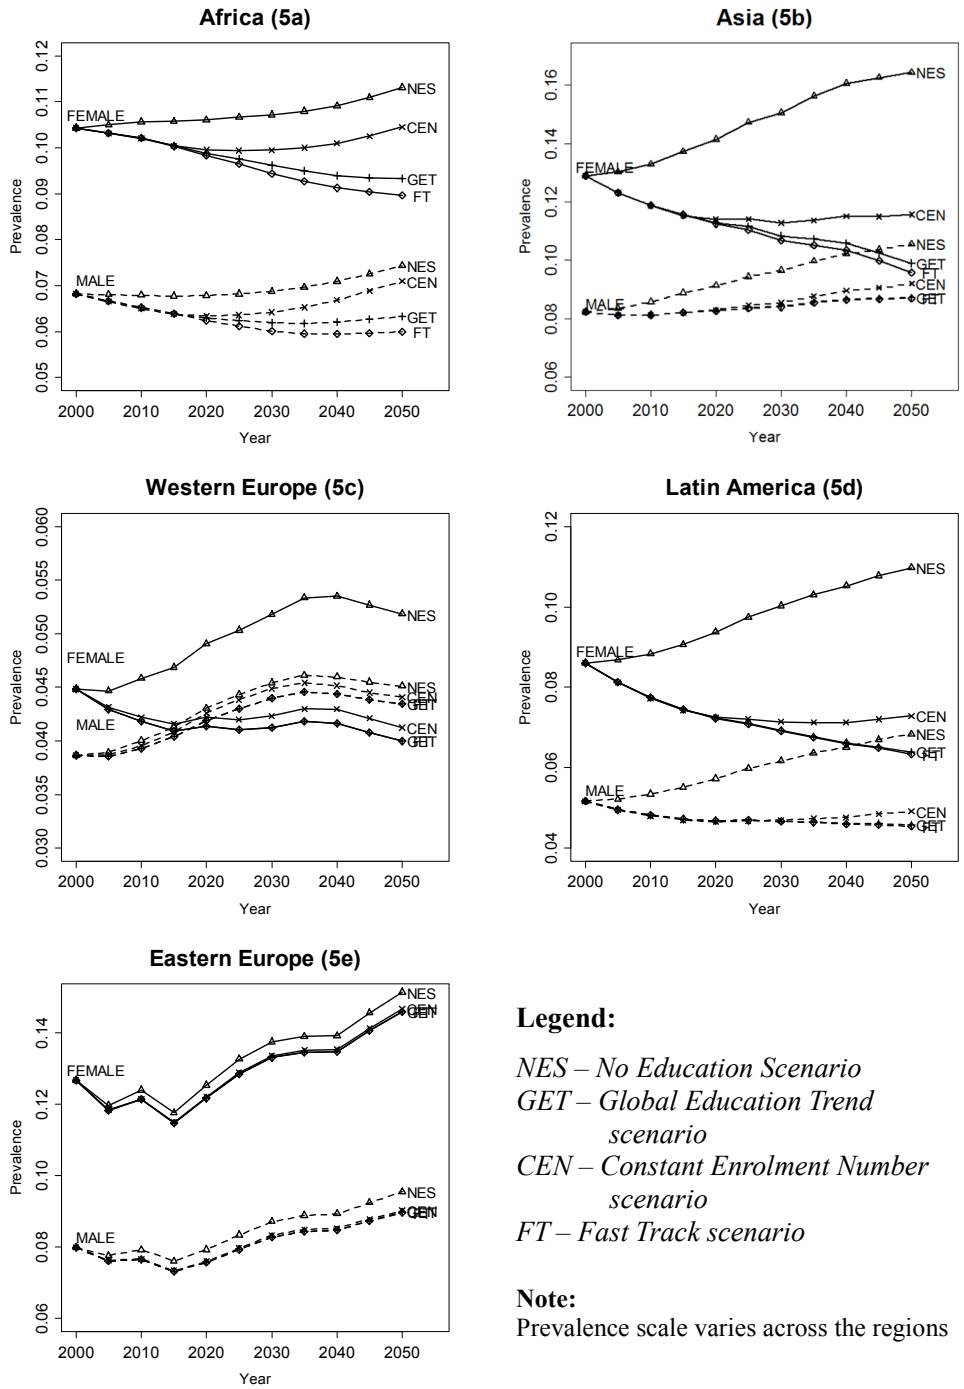 Africa (5a)
Prevalence
0.05 0.06 0.07 0.08 0.09 0.10 0.11 0.12
FEMALE
MALE
NES
CEN
GET
FT
NES
CEN
GET
FT
2000 2010 2020 2030 2040 2050
Year
Asia (5b)
Prevalence
0.06 0.08 0.10 0.12 0.14 0.16
FEMALE
MALE
NES
CEN
NES
GET
FT
CEN
GET
FT
2000 2010 2020 2030 2040 2050
Year
Western Europe (5c)
Prevalence
0.030 0.035 0.040 0.045 0.050 0.055 0.060
FEMALE
MALE
NES
NES
CEN
GET
CEN
GET
2000 2010 2020 2030 2040 2050
Year
Latin America (5d)
Prevalence
0.04 0.06 0.08 0.10 0.12
FEMALE
MALE
NES
CEN
NES
GET
FT
CEN
GET
FT
2000 2010 2020 2030 2040 2050
Year
Eastern Europe (5e)
Prevalence
0.06 0.08 0.10 0.12 0.14
FEMALE
MALE
NES
CEN
GET
NES
CEN
GET
2000 2010 2020 2030 2040 2050
Year
Legend:
NES – No Education Scenario
GET – Global Education Trend
scenario
CEN – Constant Enrolment Number
scenario
FT – Fast Track scenario
Note:
Prevalence scale varies across the regions